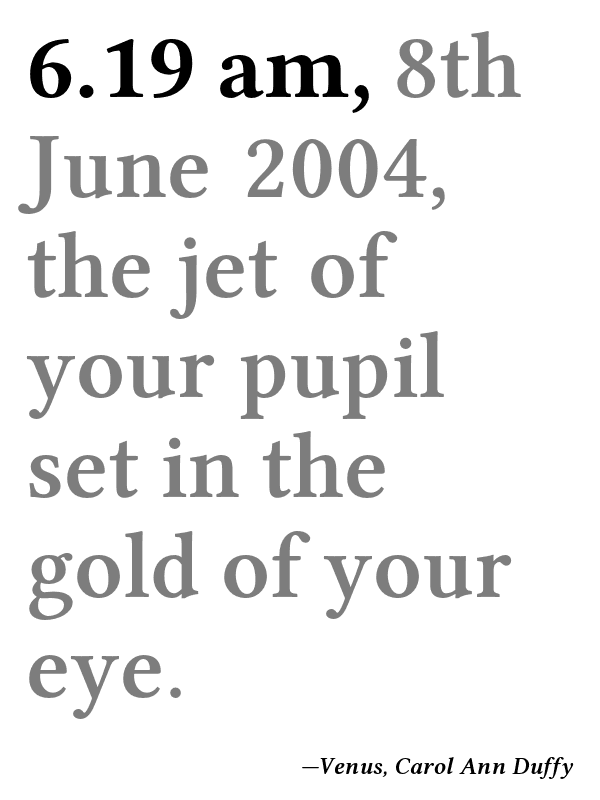 6.19 am, 8th
June 2004,
the jet of
your pupil
set in the
gold of your
eye.
—Venus, Carol Ann Duffy